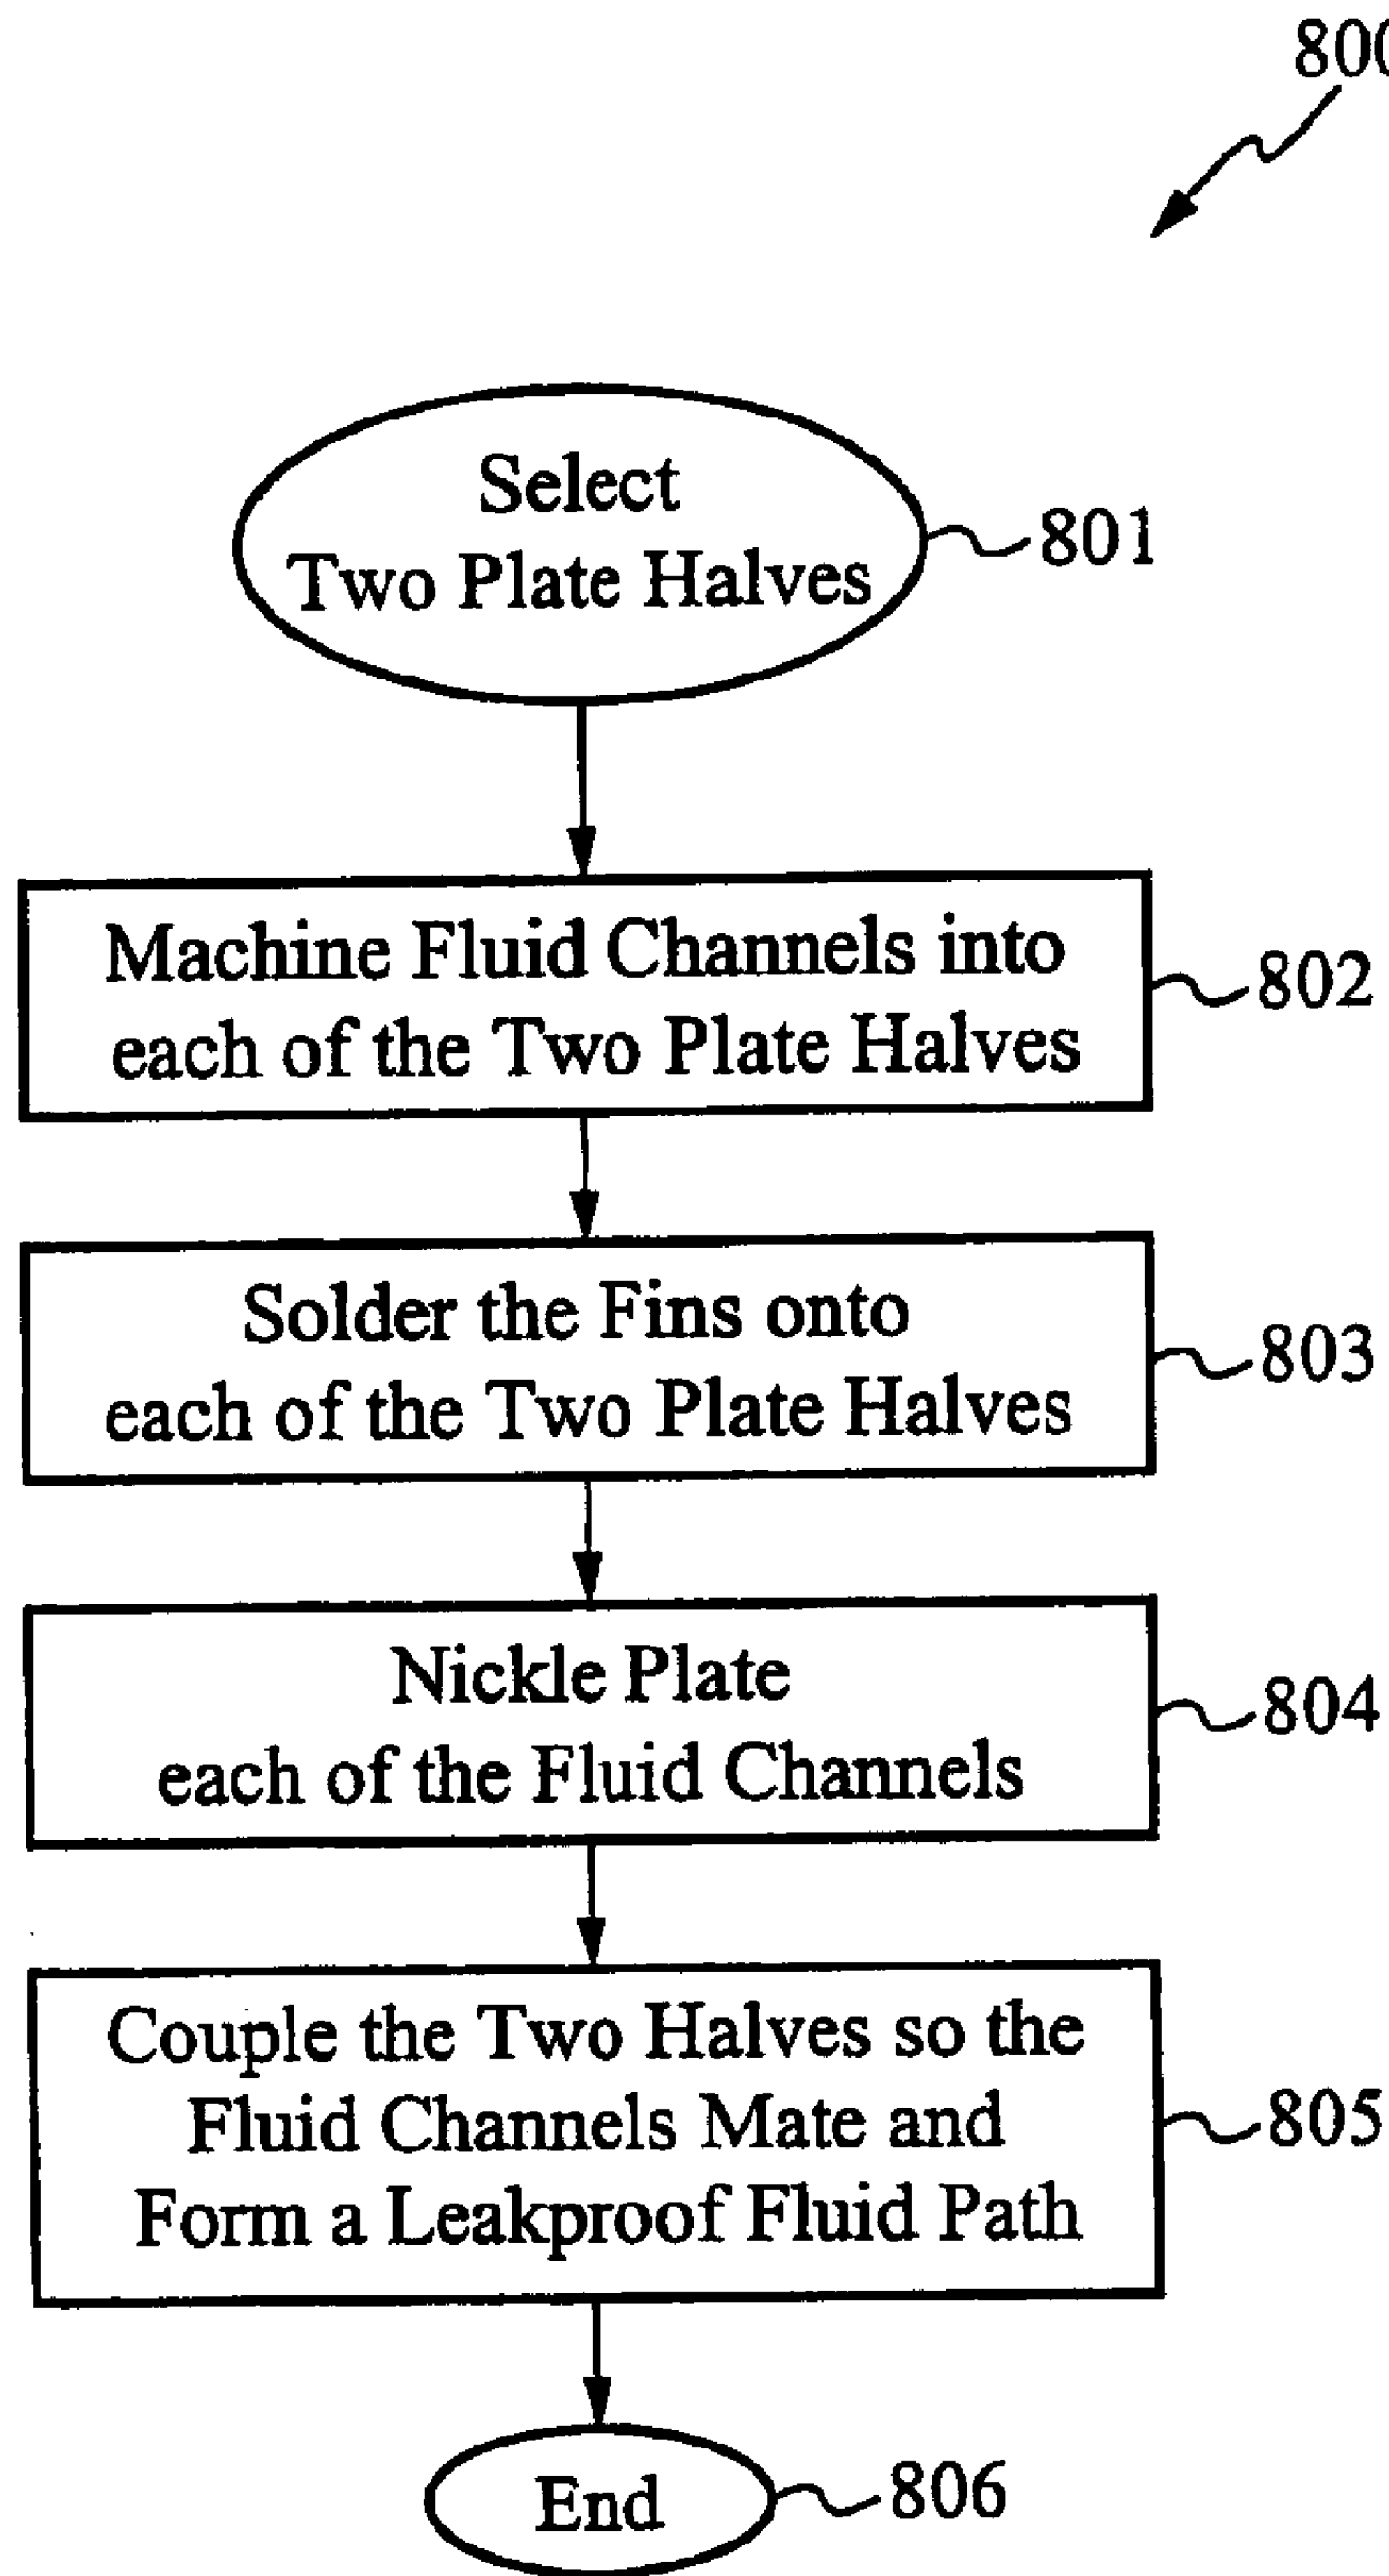 800
Select
Two Plate Halves
801
Machine Fluid Channels into
each of the Two Plate Halves
802
Solder the Fins onto
each of the Two Plate Halves
803
Nickle Plate
each of the Fluid Channels
804
Couple the Two Halves so the
Fluid Channels Mate and
Form a Leakproof Fluid Path
805
End
806